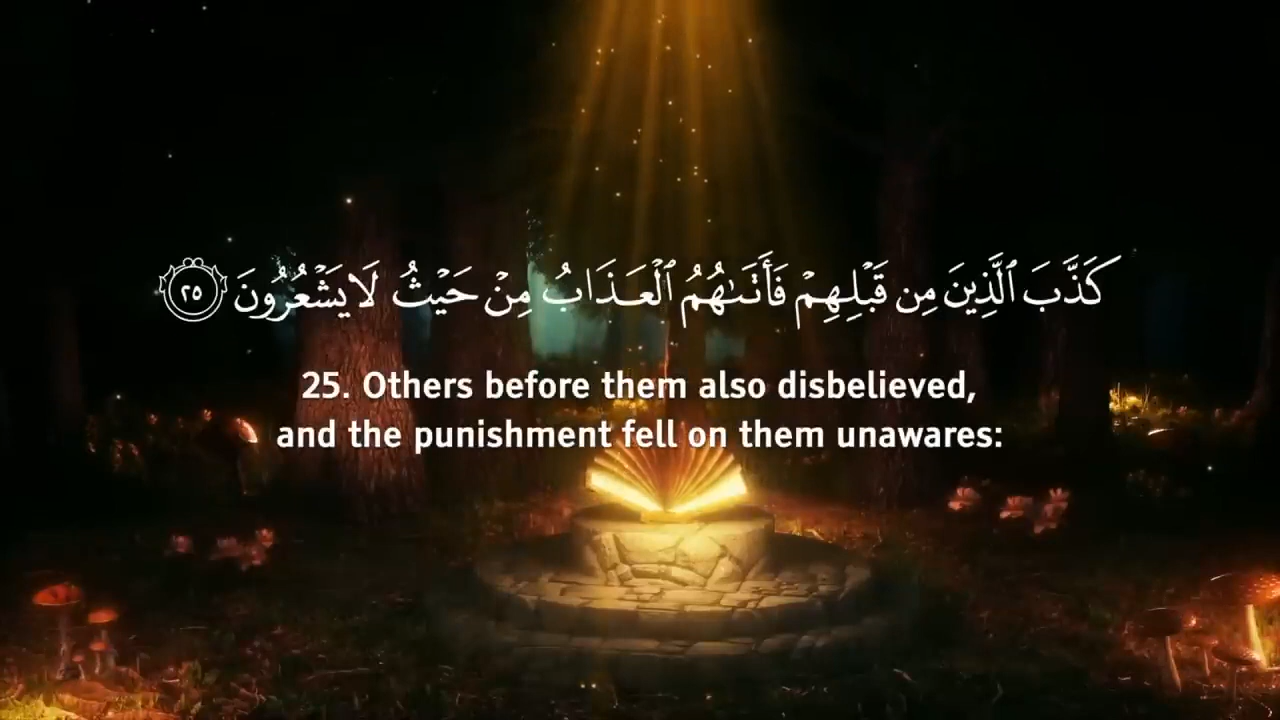 كَذَّبَ ٱلَّذِينَ مِن قَبْلِهِمْ فَأَتَىٰهُمُ ٱلْعَذَابُ مِنْ حَيْثُ لَا يَشْعُرُونَ ٢٥
25. Others before them also disbelieved,
and the punishment fell on them unawares: